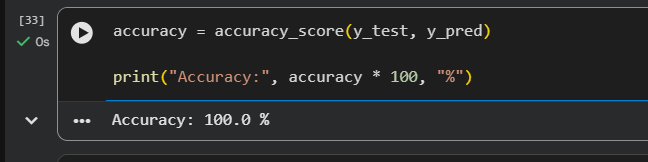 [33]
0s
accuracy = accuracy_score(y_test, y_pred)
print("Accuracy:", accuracy * 100, "%")
Accuracy: 100.0 %